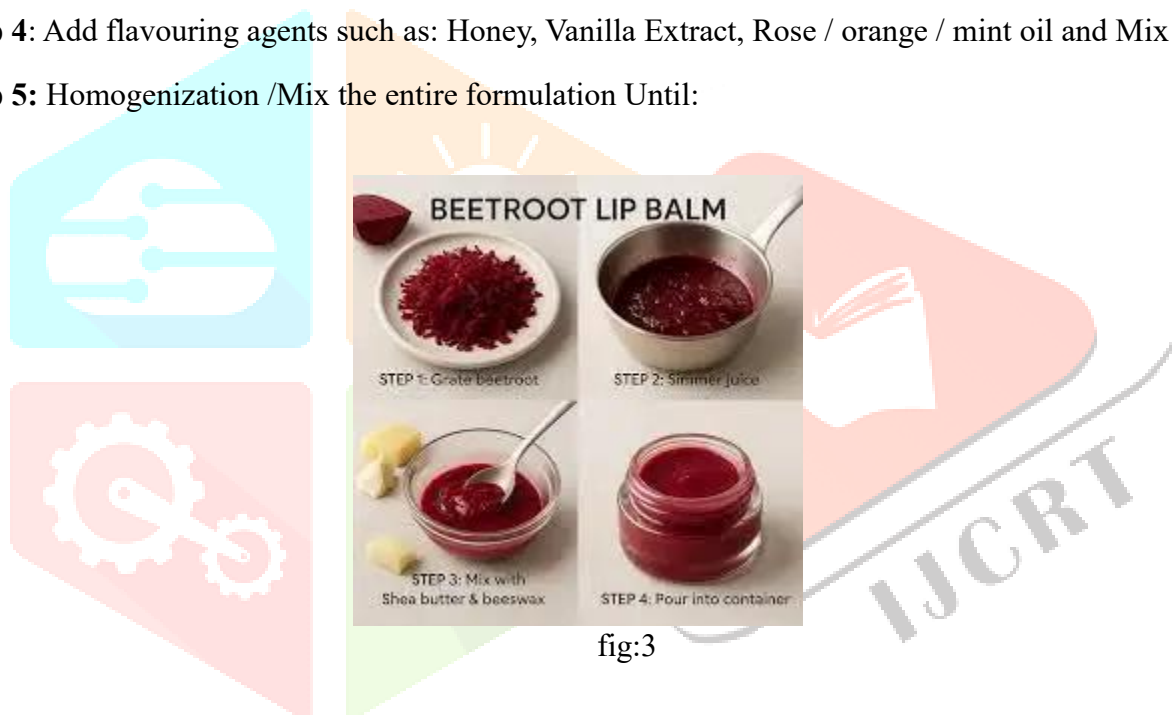 4: Add flavouring agents such as: Honey, Vanilla Extract, Rose / orange / mint oil and Mix
5: Homogenization /Mix the entire formulation Until:
BEETROOT LIP BALM
STEP 1: Grate beetroot
STEP 2: Simmer juice
STEP 3: Mix with
Shea butter & beeswax
STEP 4: Pour into container
fig:3
IJCRT